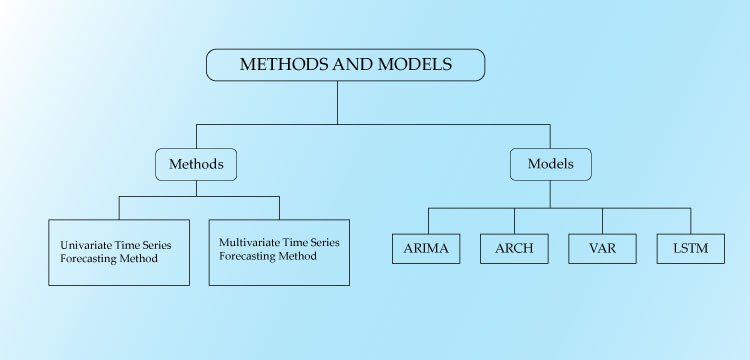 METHODS AND MODELS
Methods
Models
Univariate Time Series
Forecasting Method
Multivariate Time Series
Forecasting Method
ARIMA
ARCH
VAR
LSTM